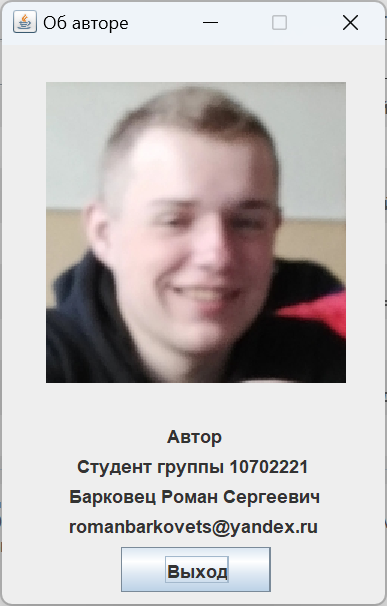 Об авторе
Автор
Студент группы 10702221
Барковец Роман Сергеевич
romanbarkovets@yandex.ru
Выход